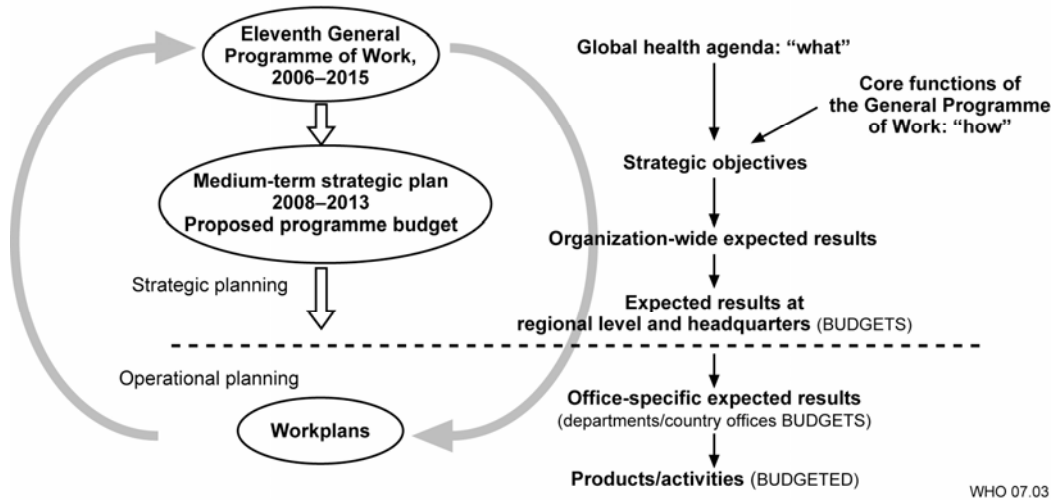 Eleventh General
Programme of Work,
2006–2015
Medium-term strategic plan
2008–2013
Proposed programme budget
Strategic planning
Operational planning
Workplans
Global health agenda: “what”
Core functions of
the General Programme
of Work: “how”
Strategic objectives
Organization-wide expected results
Expected results at
regional level and headquarters (BUDGETS)
Office-specific expected results
(departments/country offices BUDGETS)
Products/activities (BUDGETED)
WHO 07.03